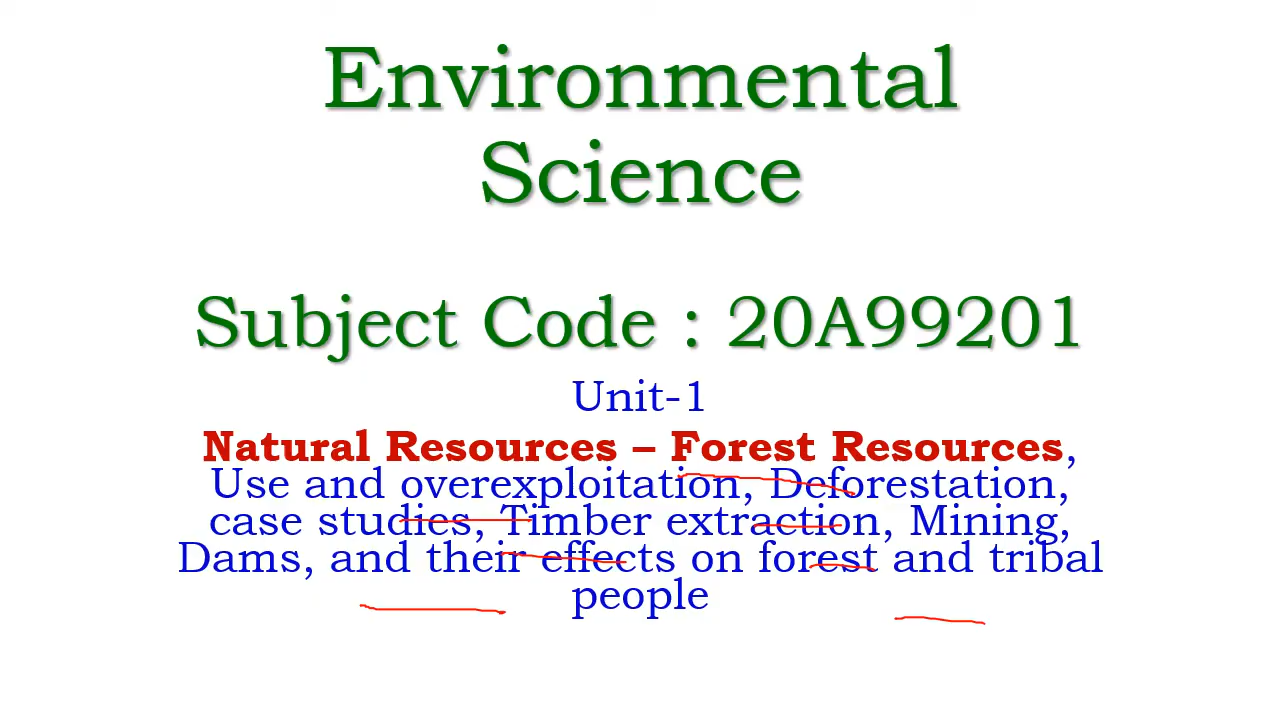 Environmental
Science
Subject Code : 20A99201
Unit-1
Natural Resources – Forest Resources,
Use and overexploitation, Deforestation,
case studies, Timber extraction, Mining,
Dams, and their effects on forest and tribal
people